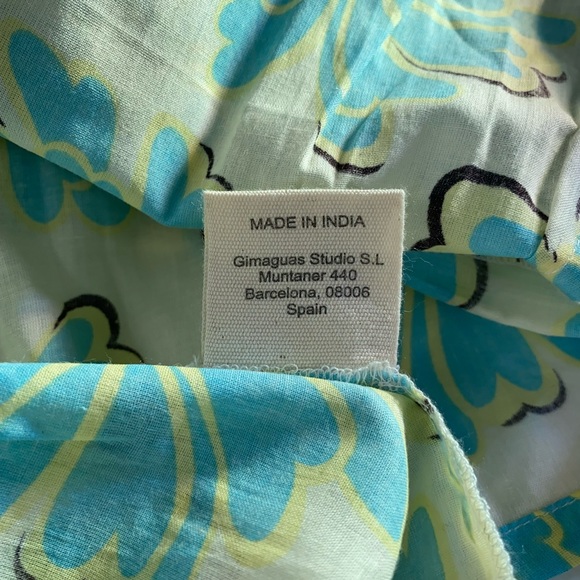 MADE IN INDIA
Gimaguas Studio S.L
Muntaner 440
Barcelona, 08006
Spain